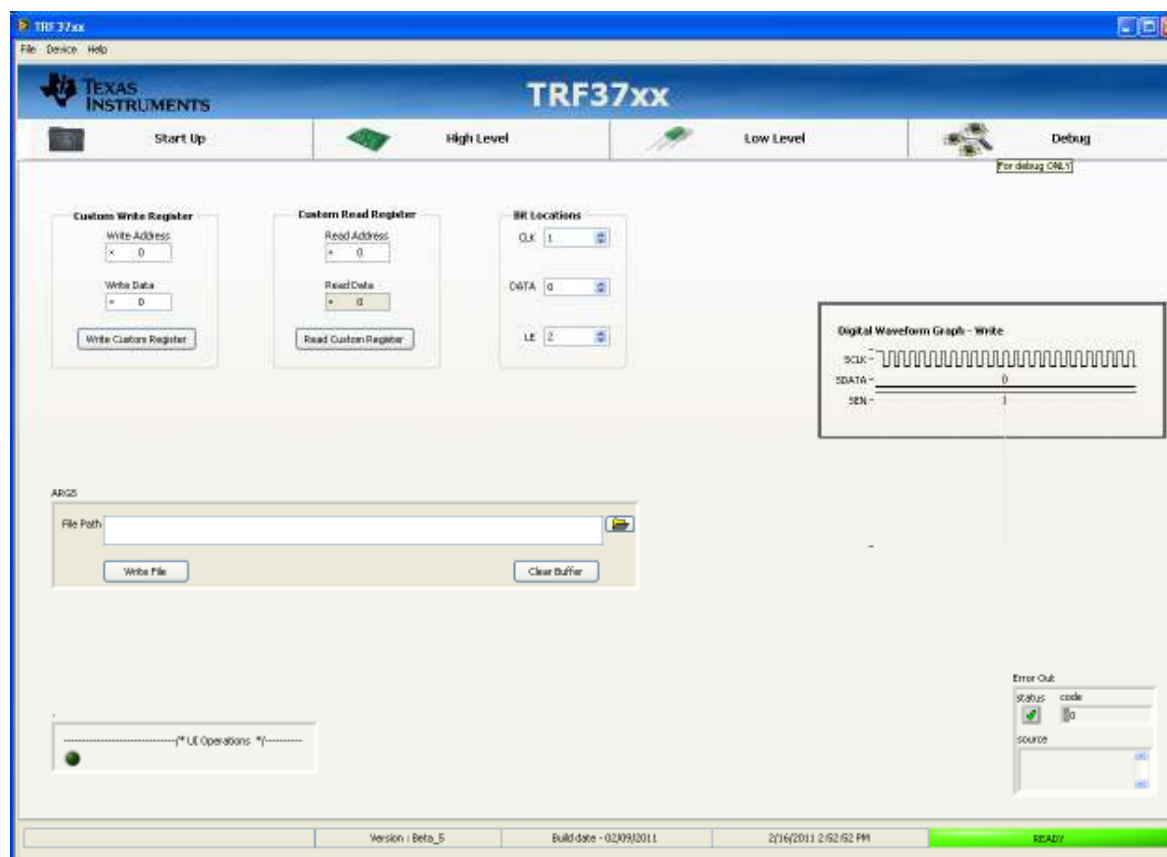 TRF37xx
File Device Help
TEXAS
INSTRUMENTS
TRF37xx
Start Up High Level Low Level Debug
For debug ONLY
Custom Write Register
Write Address
x 0
Write Data
x 0
Write Custom Register
Custom Read Register
Read Address
x 0
Read Data
x 0
Read Custom Register
Bit Locations
CLK 1
DATA 0
LE 2
Digital Waveform Graph - Write
SCLK -
SDATA - 0
SEN - 1
ARGS
File Path
Write File Clear Buffer
Error Out
status code
0
source
------------------------------/* UI Operations */----------
Version : Beta_5 Build date - 02/09/2011 2/16/2011 2:52:52 PM READY